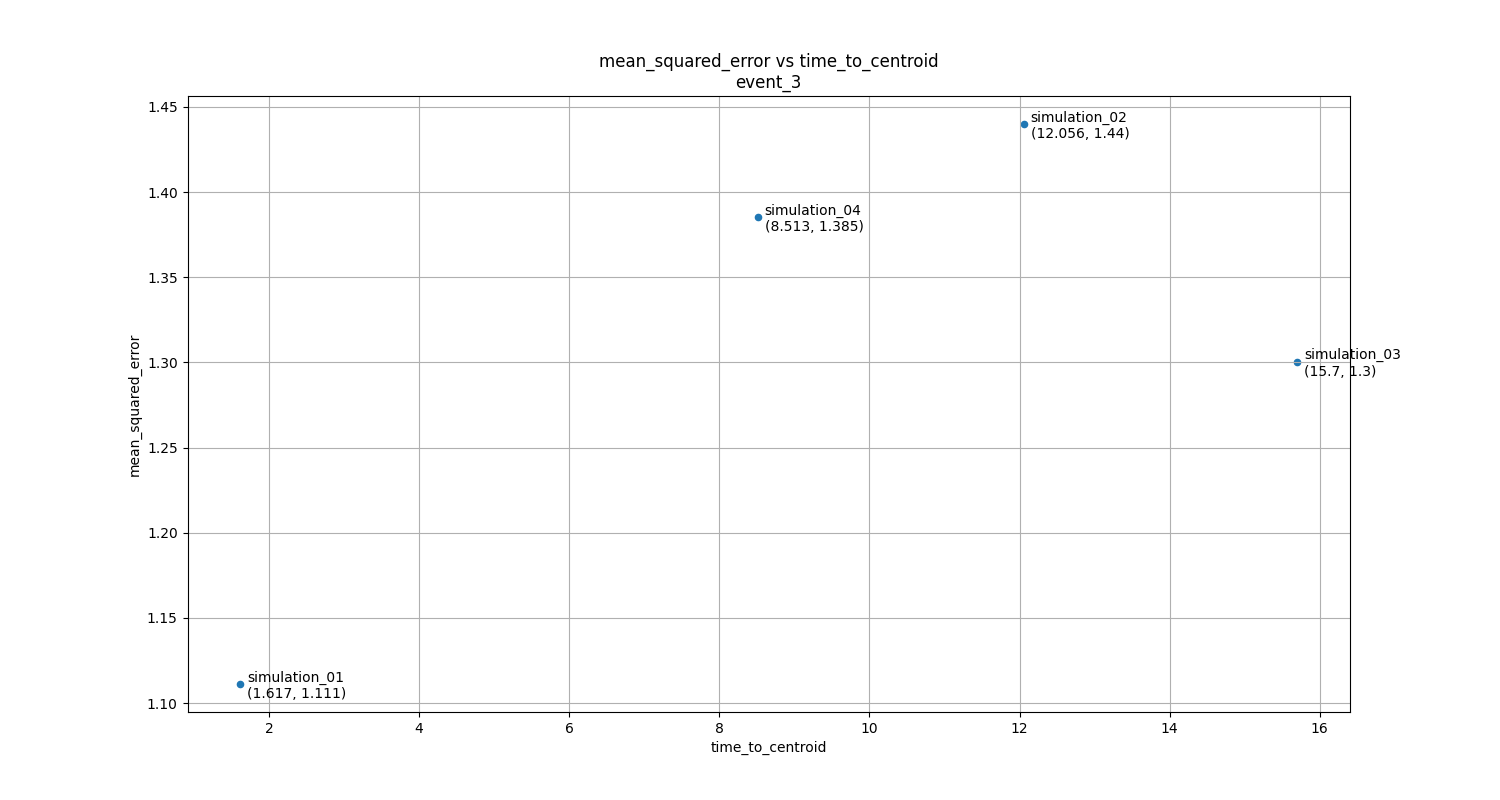 mean_squared_error vs time_to_centroid
event_3
1.45
1.40
1.35
1.30
1.25
1.20
1.15
1.10
mean_squared_error
simulation_02
(12.056, 1.44)
simulation_04
(8.513, 1.385)
simulation_03
(15.7, 1.3)
simulation_01
(1.617, 1.111)
2 4 6 8 10 12 14 16
time_to_centroid